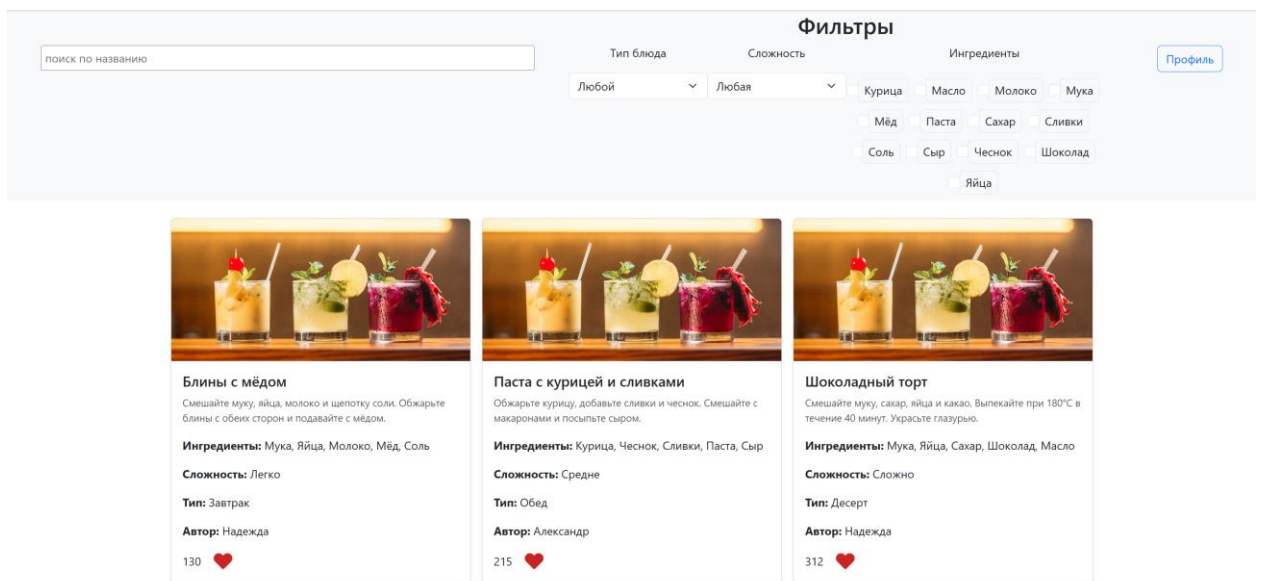 Фильтры
поиск по названию
Тип блюда
Сложность
Ингредиенты
Профиль
Любой
Любая
Курица Масло Молоко Мука
Мёд Паста Сахар Сливки
Соль Сыр Чеснок Шоколад
Яйца
Блины с мёдом
Смешайте муку, яйца, молоко и щепотку соли. Обжарьте
блины с обеих сторон и подавайте с мёдом.
Ингредиенты: Мука, Яйца, Молоко, Мёд, Соль
Сложность: Легко
Тип: Завтрак
Автор: Надежда
130
Паста с курицей и сливками
Обжарьте курицу, добавьте сливки и чеснок. Смешайте с
макаронами и посыпьте сыром.
Ингредиенты: Курица, Чеснок, Сливки, Паста, Сыр
Сложность: Средне
Тип: Обед
Автор: Александр
215
Шоколадный торт
Смешайте муку, сахар, яйца и какао. Выпекайте при 180°C в
течение 40 минут. Украсьте глазурью.
Ингредиенты: Мука, Яйца, Сахар, Шоколад, Масло
Сложность: Сложно
Тип: Десерт
Автор: Надежда
312